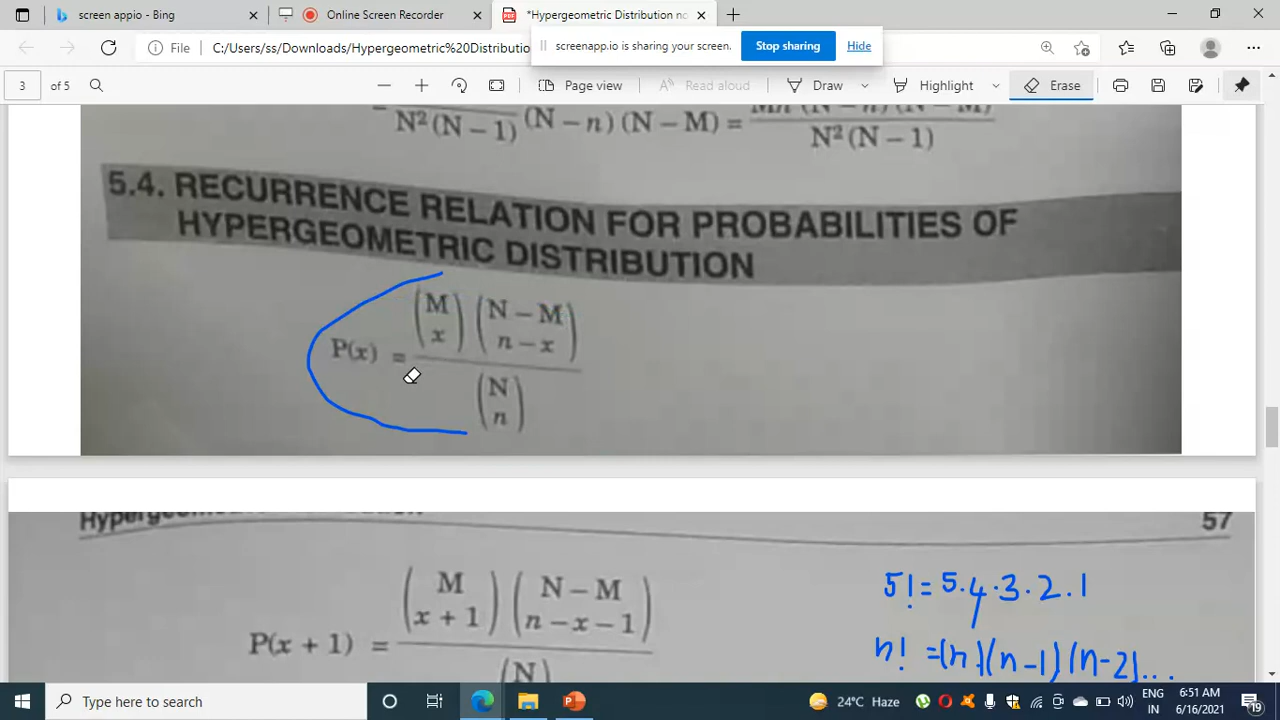 screen appio - Bing
Online Screen Recorder
*Hypergeometric Distribution no
File
C:/Users/ss/Downloads/Hypergeometric%20Distributio
screenapp.io is sharing your screen.
Stop sharing
Hide
3 of 5
Page view
Read aloud
Draw
Highlight
Erase
N²(N – 1) (N – n) (N – M) = Mn (N – n) (N – M)
N²(N – 1)
5.4. RECURRENCE RELATION FOR PROBABILITIES OF
HYPERGEOMETRIC DISTRIBUTION
P(x) = (M x) (N – M n – x)
(N n)
57
P(x + 1) = (M x + 1) (N – M n – x – 1)
(N)
5! = 5.4.3.2.1
n! = (n)(n-1)(n-2)...
Type here to search
24°C Haze
ENG
IN
6:51 AM
6/16/2021
19